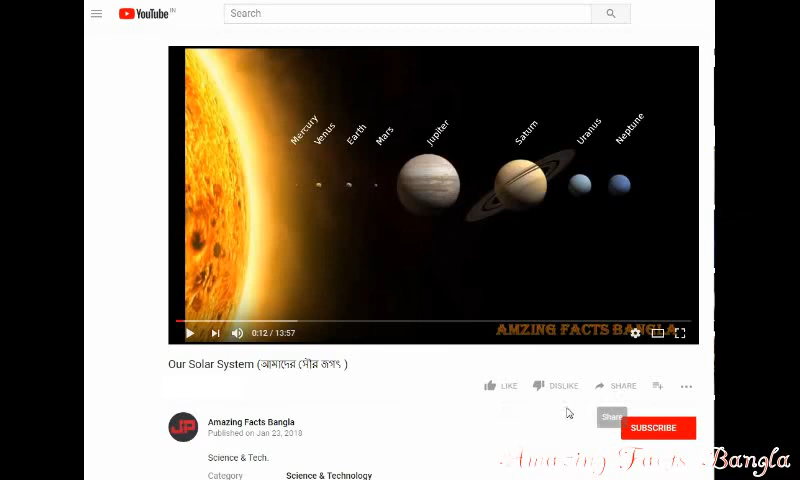 YouTube IN
Search
Mercury
Venus
Earth
Mars
Jupiter
Saturn
Uranus
Neptune
AMZING FACTS BANGLA
0:12 / 13:57
Our Solar System (আমাদের সৌর জগৎ )
LIKE
DISLIKE
SHARE
Share
JP
Amazing Facts Bangla
Published on Jan 23, 2018
SUBSCRIBE
Science & Tech.
Category
Science & Technology
Amazing Facts Bangla